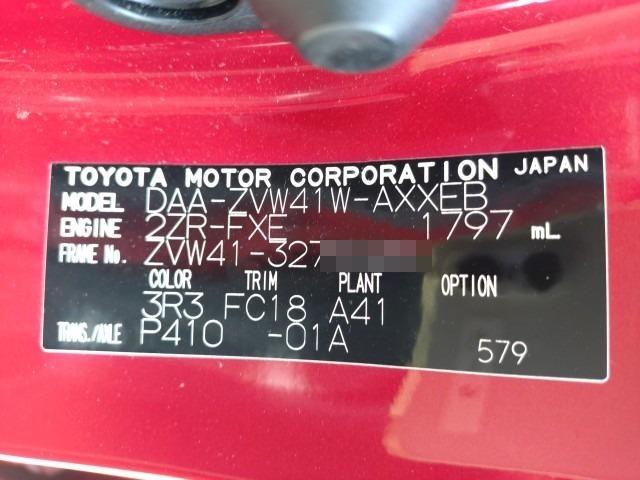 TOYOTA MOTOR CORPORATION JAPAN
MODEL DAA-ZVW41W-AXXEB
ENGINE 2ZR-FXE 1797 mL
FRAME No. ZVW41-327
COLOR TRIM PLANT OPTION
3R3 FC18 A41
TRANS./AXLE P410 -01A
579